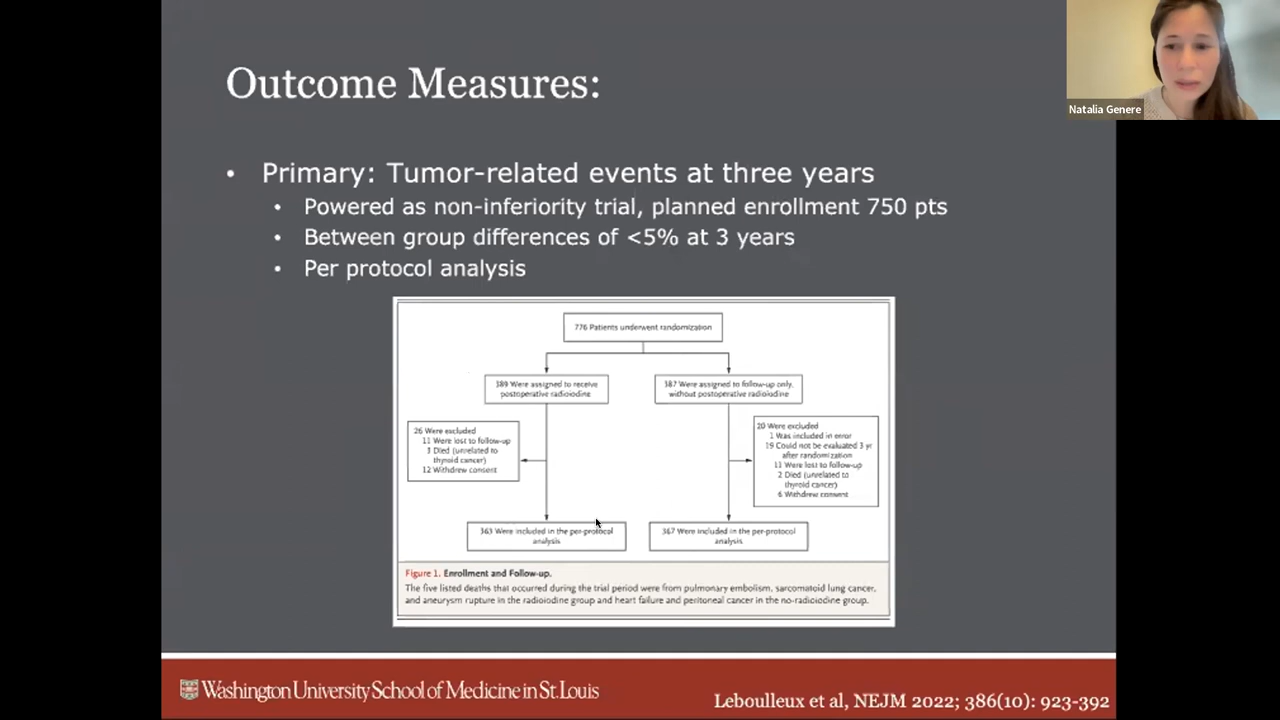 Outcome Measures:
Natalia Genere
• Primary: Tumor-related events at three years
• Powered as non-inferiority trial, planned enrollment 750 pts
• Between group differences of <5% at 3 years
• Per protocol analysis
776 Patients underwent randomization
389 Were assigned to receive
postoperative radioiodine
387 Were assigned to follow-up only,
without postoperative radioiodine
26 Were excluded
11 Were lost to follow-up
3 Died (unrelated to
thyroid cancer)
12 Withdrew consent
20 Were excluded
1 Was included in error
19 Could not be evaluated 3 yr
after randomization
11 Were lost to follow-up
2 Died (unrelated to
thyroid cancer)
6 Withdrew consent
363 Were included in the per-protocol
analysis
367 Were included in the per-protocol
analysis
Figure 1. Enrollment and Follow-up.
The five listed deaths that occurred during the trial period were from pulmonary embolism, sarcomatoid lung cancer,
and aneurysm rupture in the radioiodine group and heart failure and peritoneal cancer in the no-radioiodine group.
Washington University School of Medicine in St. Louis
Leboulleux et al, NEJM 2022; 386(10): 923-392